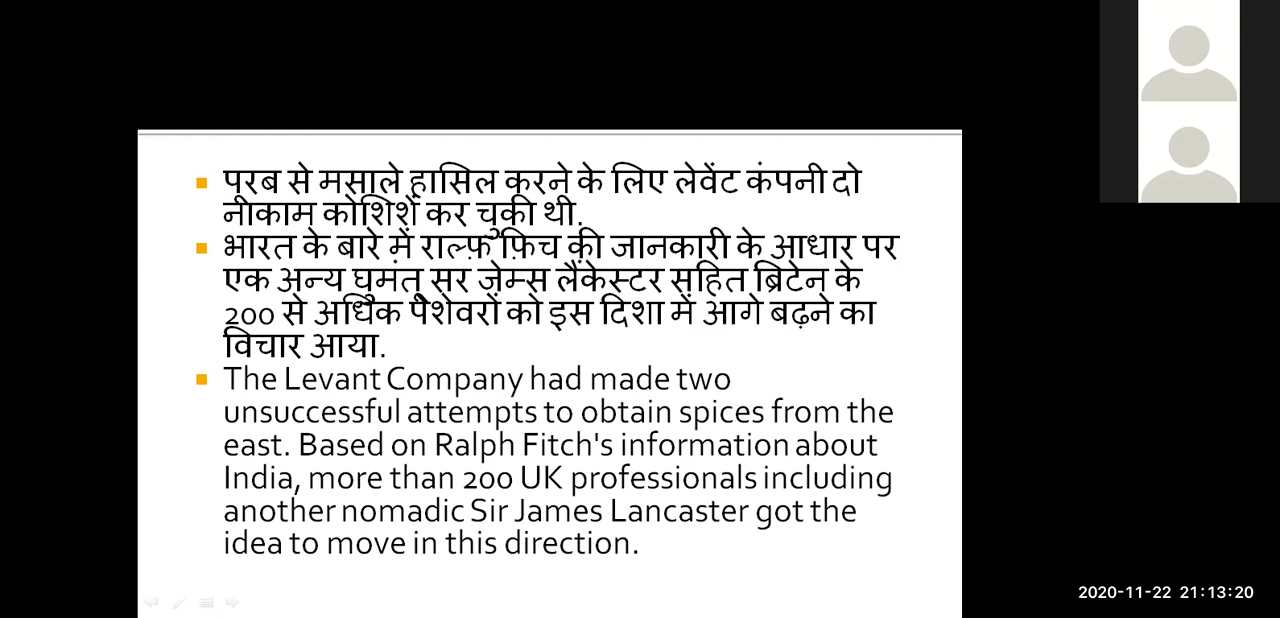 पूरब से मसाले हासिल करने के लिए लेवेंट कंपनी दो
नाकाम कोशिशें कर चुकी थी.
भारत के बारे में राल्फ़ फ़िच की जानकारी के आधार पर
एक अन्य घुमंतू सर जेम्स लैंकेस्टर सहित ब्रिटेन के
200 से अधिक पेशेवरों को इस दिशा में आगे बढ़ने का
विचार आया.
The Levant Company had made two
unsuccessful attempts to obtain spices from the
east. Based on Ralph Fitch's information about
India, more than 200 UK professionals including
another nomadic Sir James Lancaster got the
idea to move in this direction.
2020-11-22 21:13:20